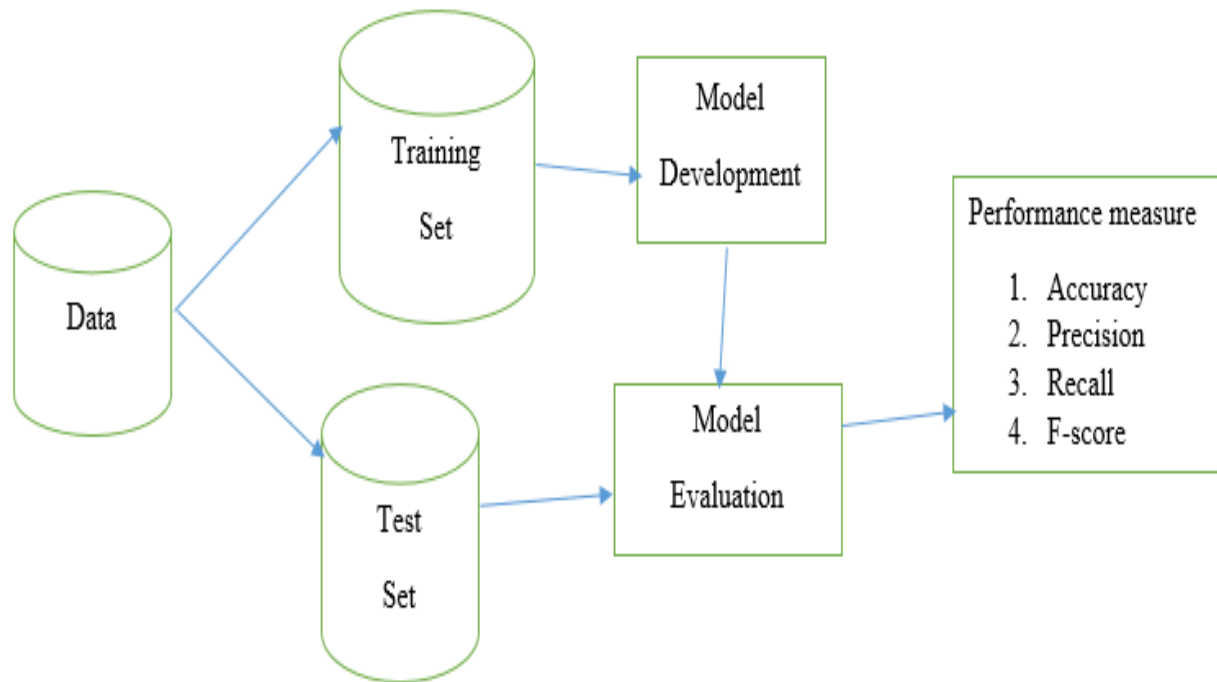 Data
Training
Set
Test
Set
Model
Development
Model
Evaluation
Performance measure
1. Accuracy
2. Precision
3. Recall
4. F-score